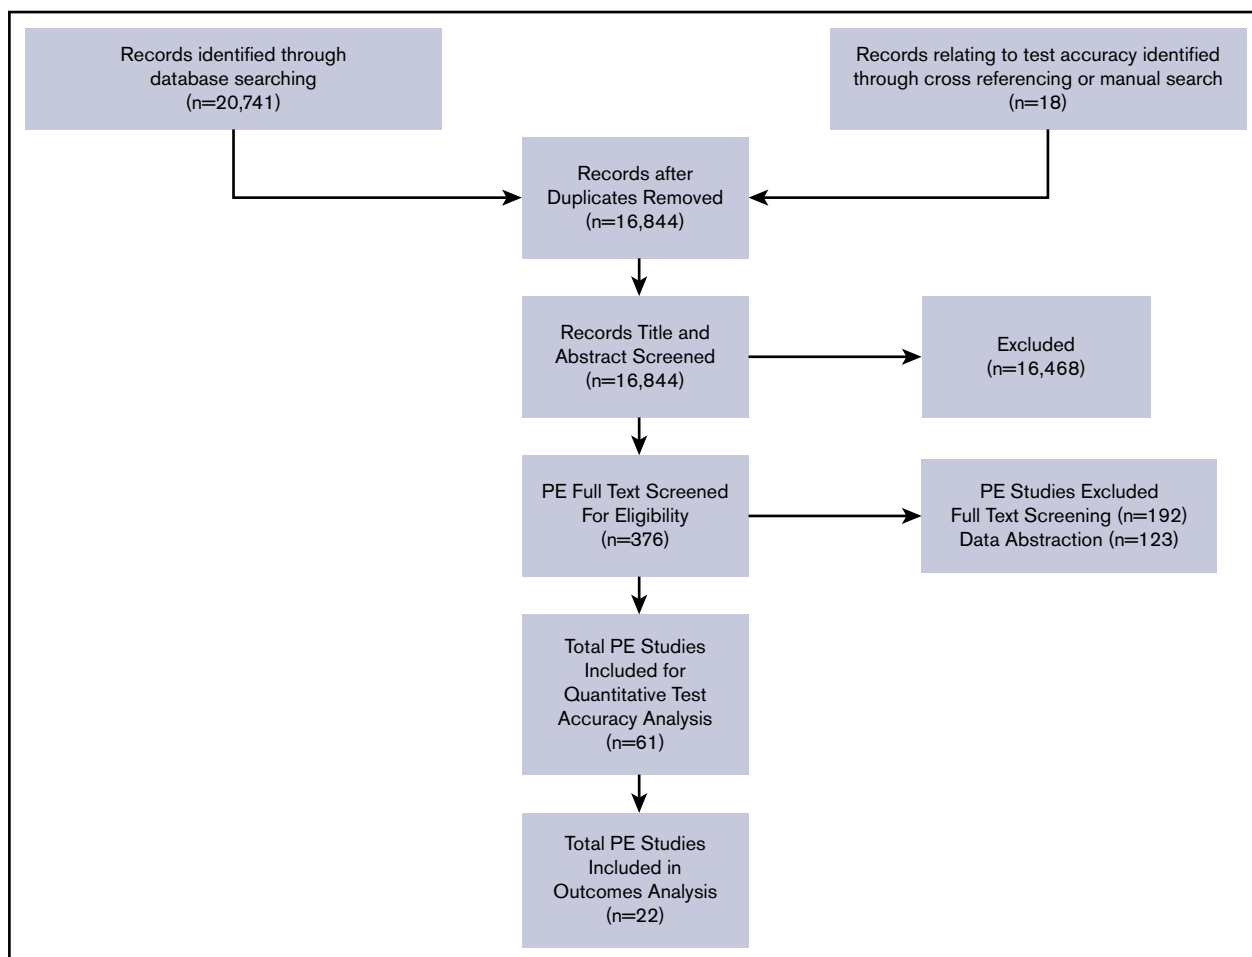 Records identified through
database searching
(n=20,741)
Records relating to test accuracy identified
through cross referencing or manual search
(n=18)
Records after
Duplicates Removed
(n=16,844)
Records Title and
Abstract Screened
(n=16,844)
Excluded
(n=16,468)
PE Full Text Screened
For Eligibility
(n=376)
PE Studies Excluded
Full Text Screening (n=192)
Data Abstraction (n=123)
Total PE Studies
Included for
Quantitative Test
Accuracy Analysis
(n=61)
Total PE Studies
Included in
Outcomes Analysis
(n=22)